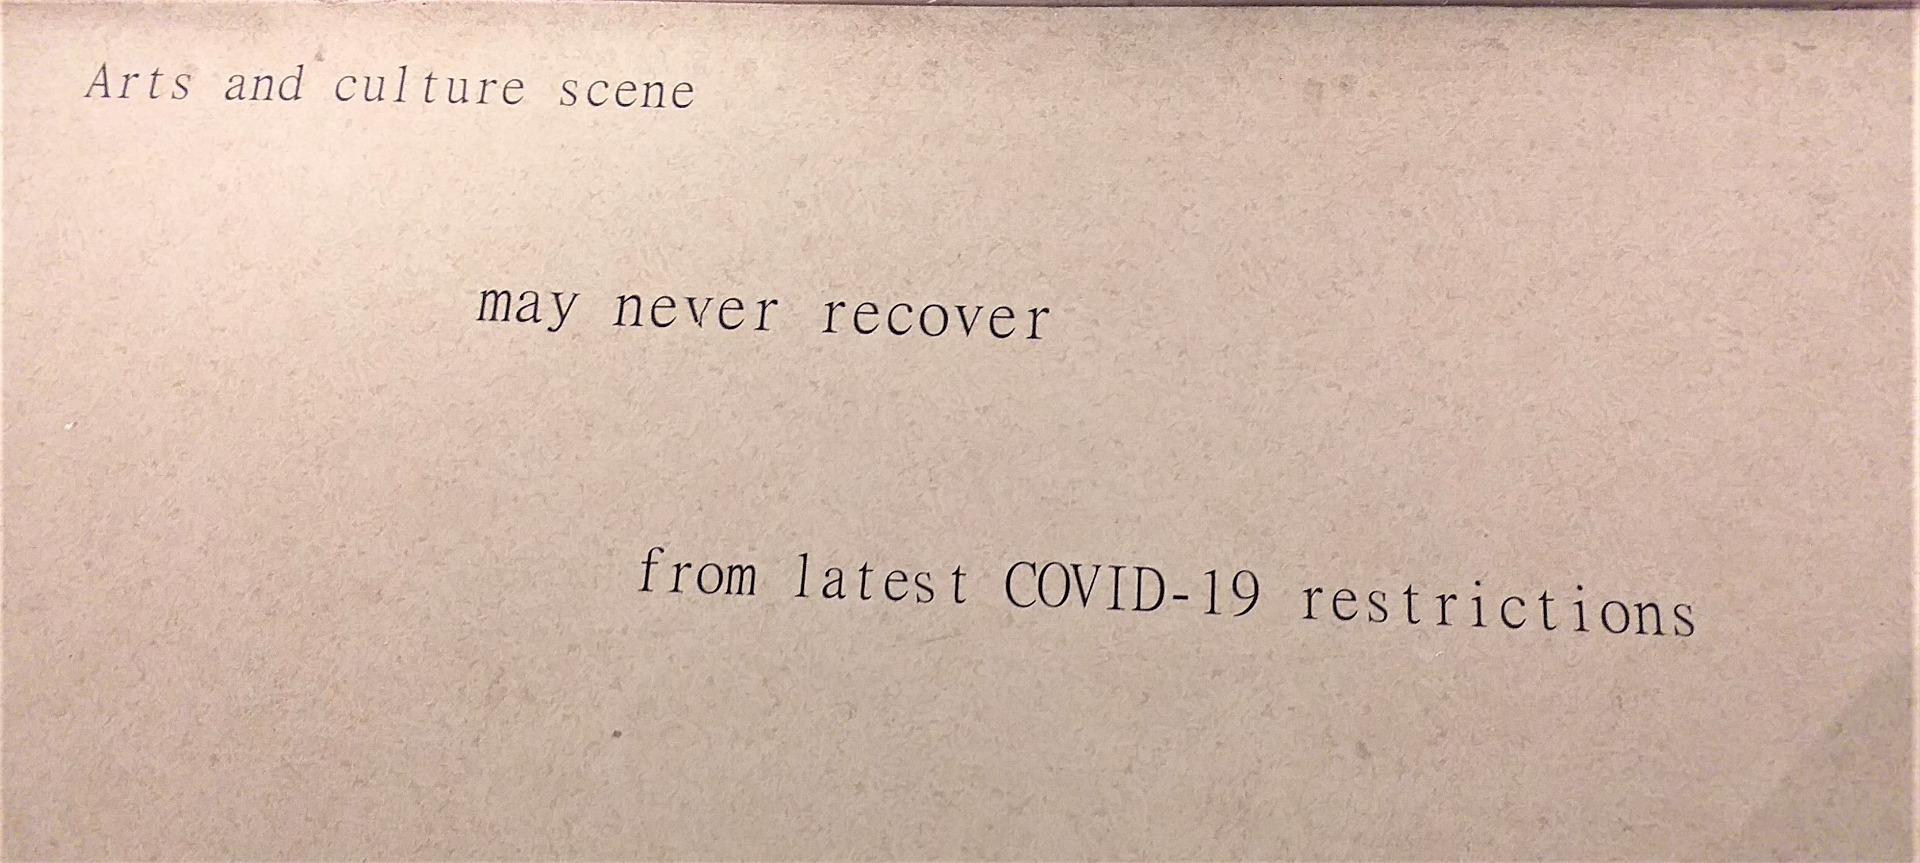 Arts and culture scene
may never recover
from latest COVID-19 restrictions